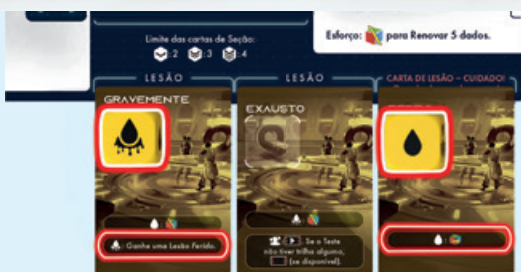 Limite das cartas de Seção:
:2 :3 :4
Esforço: para Renovar 5 dados.
LESÃO
LESÃO
CARTA DE LESÃO – CUIDADO!
GRAVEMENTE
EXAUSTO
: Ganhe uma Lesão Ferido.
: Se o Teste
não tiver trilha alguma,
(se disponível).